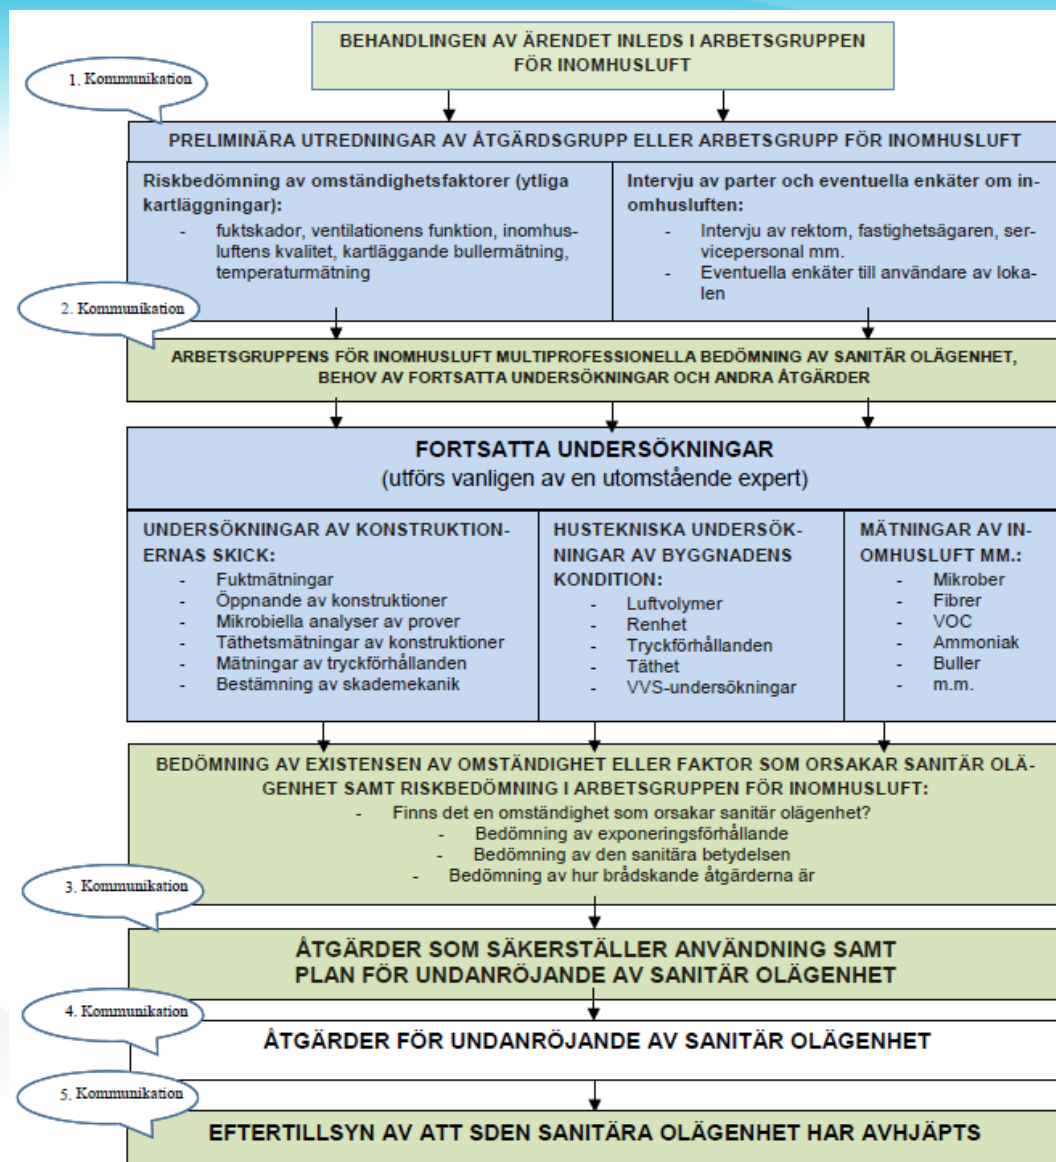 BEHANDLINGEN AV ÄRENDET INLEDS I ARBETSGRUPPEN
FÖR INOMHUSLUFT
1. Kommunikation
PRELIMINÄRA UTREDNINGAR AV ÅTGÄRDSGRUPP ELLER ARBETSGRUPP FÖR INOMHUSLUFT
Riskbedömning av omständighetsfaktorer (ytliga
kartläggningar):
- fuktskador, ventilationens funktion, inomhus-
luftens kvalitet, kartläggande bullermätning,
temperaturmätning
Intervju av parter och eventuella enkäter om in-
omhusluften:
- Intervju av rektorn, fastighetsägaren, ser-
vicepersonal mm.
- Eventuella enkäter till användare av loka-
len
2. Kommunikation
ARBETSGRUPPENS FÖR INOMHUSLUFT MULTIPROFESSIONELLA BEDÖMNING AV SANITÄR OLÄGENHET,
BEHOV AV FORTSATTA UNDERSÖKNINGAR OCH ANDRA ÅTGÄRDER
FORTSATTA UNDERSÖKNINGAR
(utförs vanligen av en utomstående expert)
UNDERSÖKNINGAR AV KONSTRUKTION-
ERNAS SKICK:
- Fuktmätningar
- Öppnande av konstruktioner
- Mikrobiella analyser av prover
- Täthetsmätningar av konstruktioner
- Mätningar av tryckförhållanden
- Bestämning av skademekanik
HUSTEKNISKA UNDERSÖK-
NINGAR AV BYGGNADENS
KONDITION:
- Luftvolymer
- Renhet
- Tryckförhållanden
- Täthet
- VVS-undersökningar
MÄTNINGAR AV IN-
OMHUSLUFT MM.:
- Mikrober
- Fibrer
- VOC
- Ammoniak
- Buller
- m.m.
BEDÖMNING AV EXISTENSEN AV OMSTÄNDIGHET ELLER FAKTOR SOM ORSAKAR SANITÄR OLÄ-
GENHET SAMT RISKBEDÖMNING I ARBETSGRUPPEN FÖR INOMHUSLUFT:
- Finns det en omständighet som orsakar sanitär olägenhet?
- Bedömning av exponeringsförhållande
- Bedömning av den sanitära betydelsen
- Bedömning av hur brådskande åtgärderna är
3. Kommunikation
ÅTGÄRDER SOM SÄKERSTÄLLER ANVÄNDNING SAMT
PLAN FÖR UNDANRÖJANDE AV SANITÄR OLÄGENHET
4. Kommunikation
ÅTGÄRDER FÖR UNDANRÖJANDE AV SANITÄR OLÄGENHET
5. Kommunikation
EFTERTILLSYN AV ATT SDEN SANITÄRA OLÄGENHET HAR AVHJÄPTS